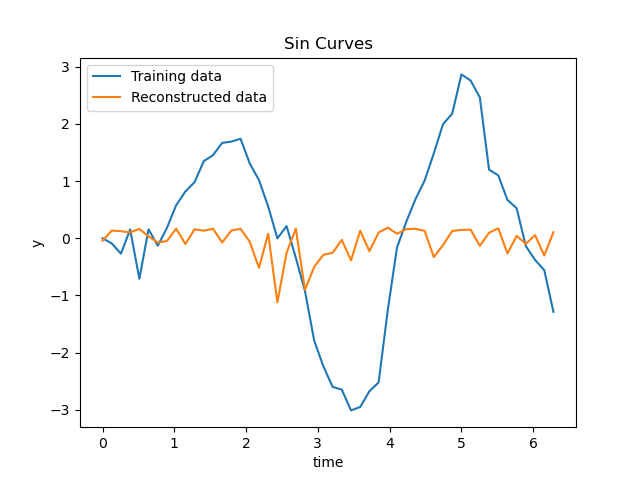 Sin Curves
Training data
Reconstructed data
3
2
1
0
−1
−2
−3
y
0 1 2 3 4 5 6
time